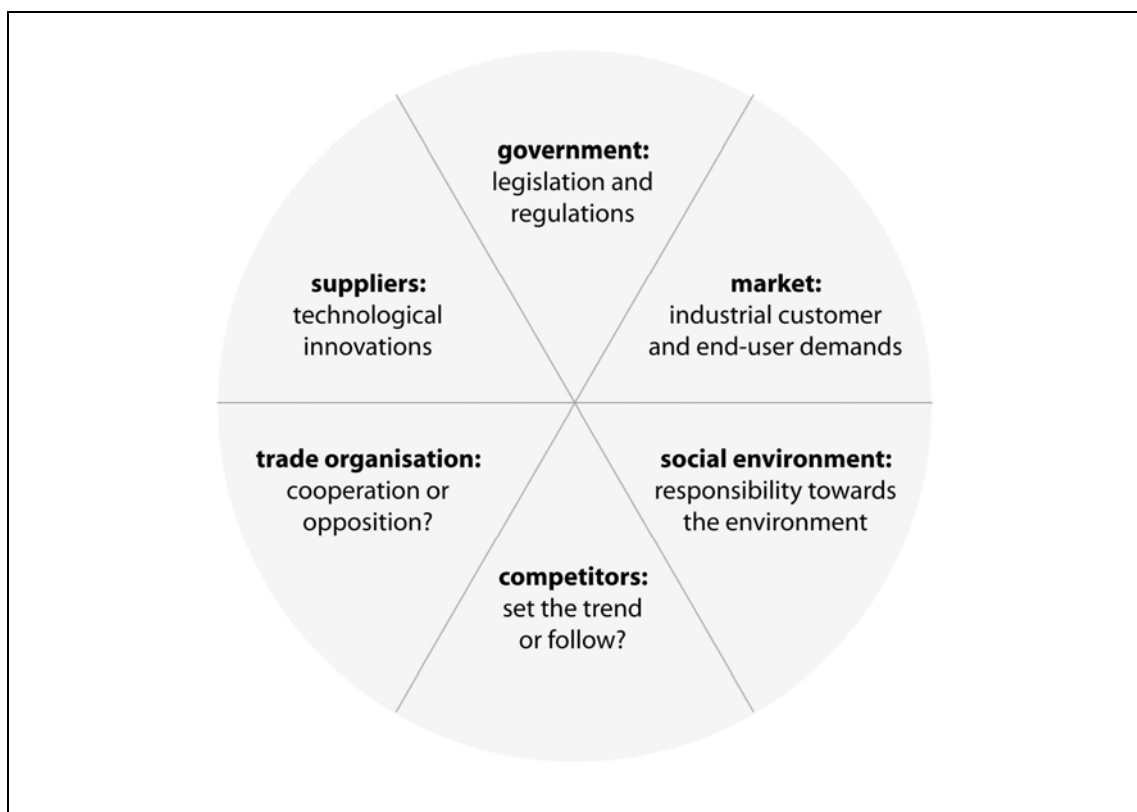 government:
legislation and
regulations
market:
industrial customer
and end-user demands
social environment:
responsibility towards
the environment
competitors:
set the trend
or follow?
trade organisation:
cooperation or
opposition?
suppliers:
technological
innovations